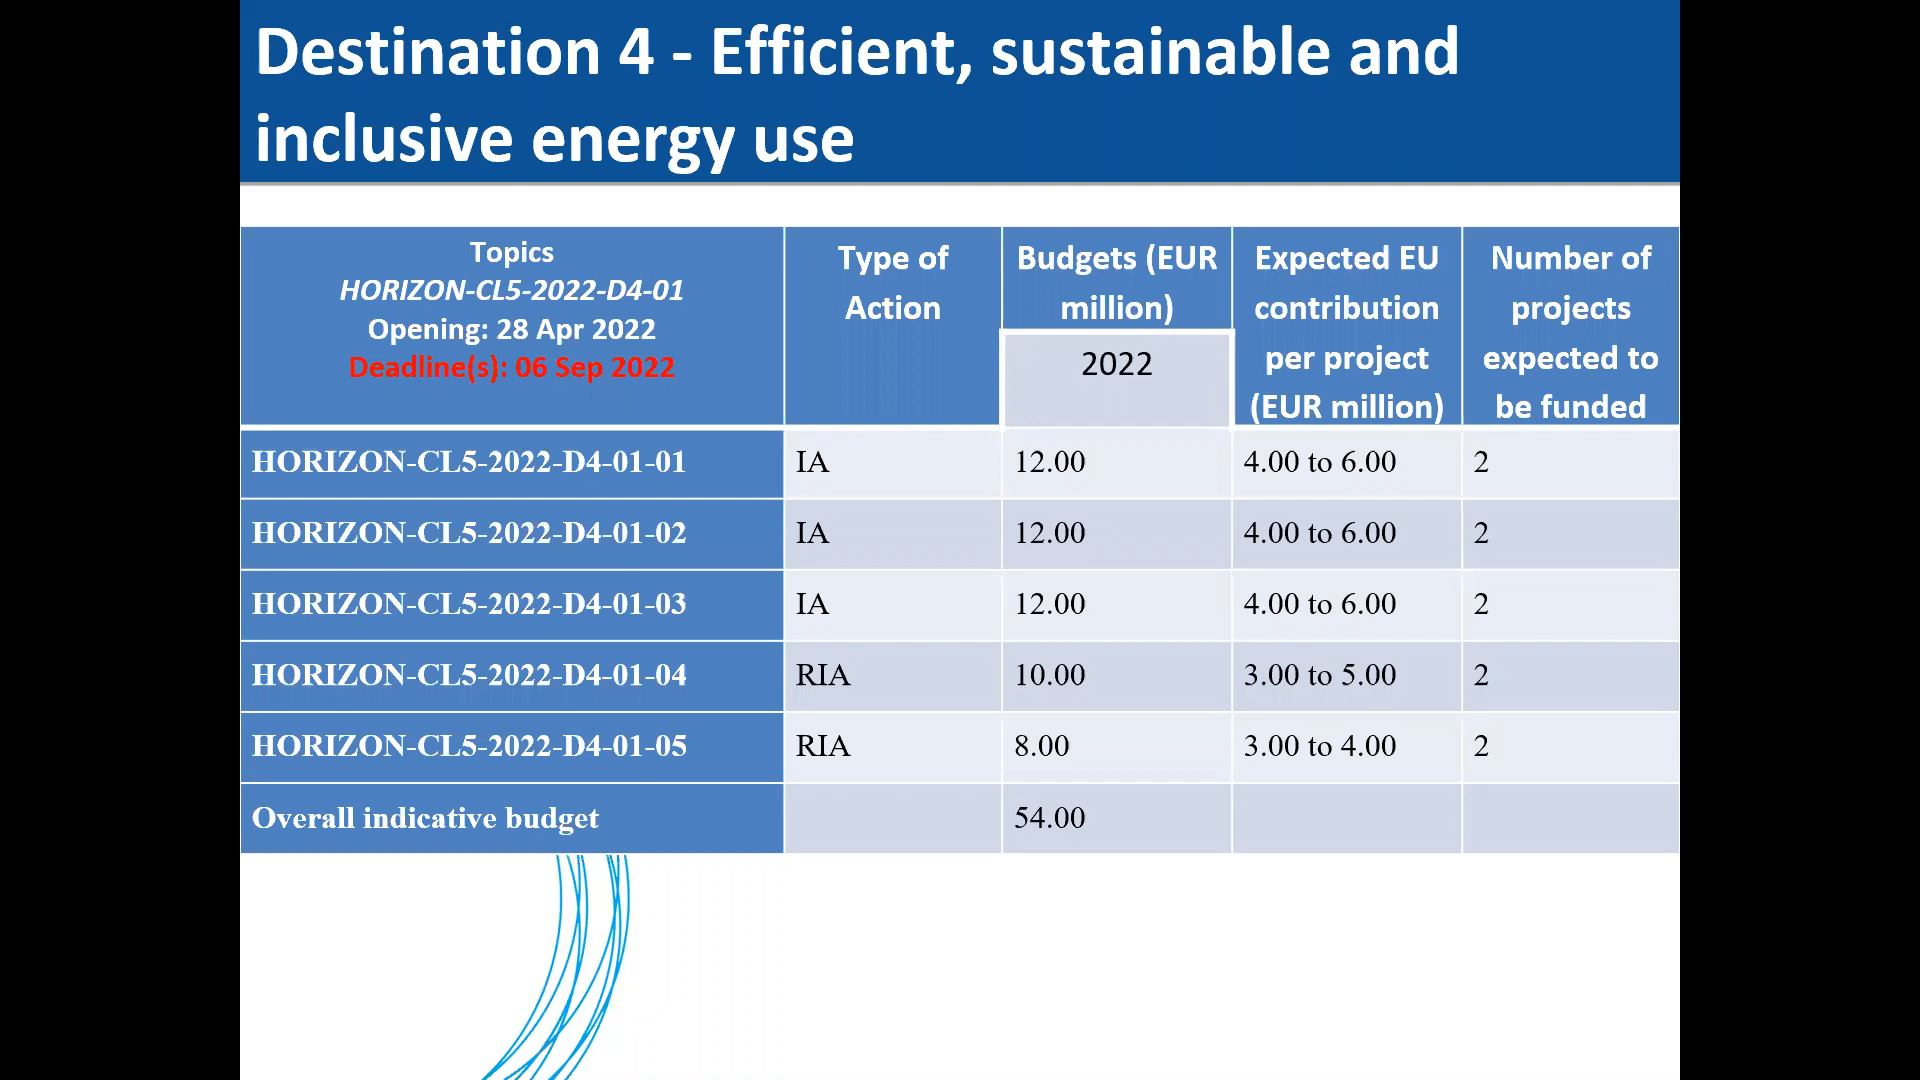 Destination 4 - Efficient, sustainable and
inclusive energy use
Topics
HORIZON-CL5-2022-D4-01
Opening: 28 Apr 2022
Deadline(s): 06 Sep 2022
Type of
Action
Budgets (EUR
million)
2022
Expected EU
contribution
per project
(EUR million)
Number of
projects
expected to
be funded
HORIZON-CL5-2022-D4-01-01 IA 12.00 4.00 to 6.00 2
HORIZON-CL5-2022-D4-01-02 IA 12.00 4.00 to 6.00 2
HORIZON-CL5-2022-D4-01-03 IA 12.00 4.00 to 6.00 2
HORIZON-CL5-2022-D4-01-04 RIA 10.00 3.00 to 5.00 2
HORIZON-CL5-2022-D4-01-05 RIA 8.00 3.00 to 4.00 2
Overall indicative budget 54.00